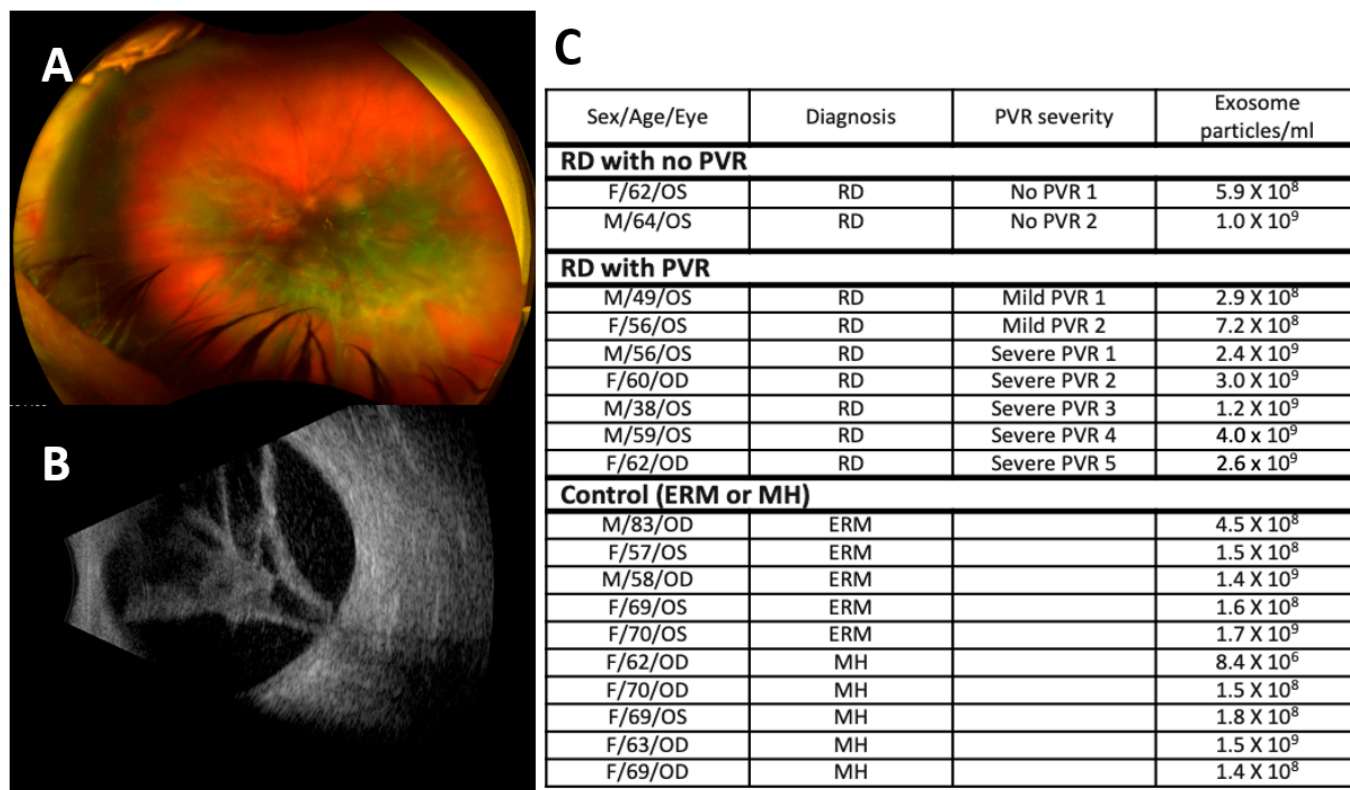 A
B
C
Sex/Age/Eye Diagnosis PVR severity Exosome particles/ml
RD with no PVR
F/62/OS RD No PVR 1 5.9 X 10⁸
M/64/OS RD No PVR 2 1.0 X 10⁹
RD with PVR
M/49/OS RD Mild PVR 1 2.9 X 10⁸
F/56/OS RD Mild PVR 2 7.2 X 10⁸
M/56/OS RD Severe PVR 1 2.4 X 10⁹
F/60/OD RD Severe PVR 2 3.0 X 10⁹
M/38/OS RD Severe PVR 3 1.2 X 10⁹
M/59/OS RD Severe PVR 4 4.0 x 10⁹
F/62/OD RD Severe PVR 5 2.6 x 10⁹
Control (ERM or MH)
M/83/OD ERM 4.5 X 10⁸
F/57/OS ERM 1.5 X 10⁸
M/58/OD ERM 1.4 X 10⁹
F/69/OS ERM 1.6 X 10⁸
F/70/OS ERM 1.7 X 10⁹
F/62/OD MH 8.4 X 10⁶
F/70/OD MH 1.5 X 10⁸
F/69/OS MH 1.8 X 10⁸
F/63/OD MH 1.5 X 10⁹
F/69/OD MH 1.4 X 10⁸